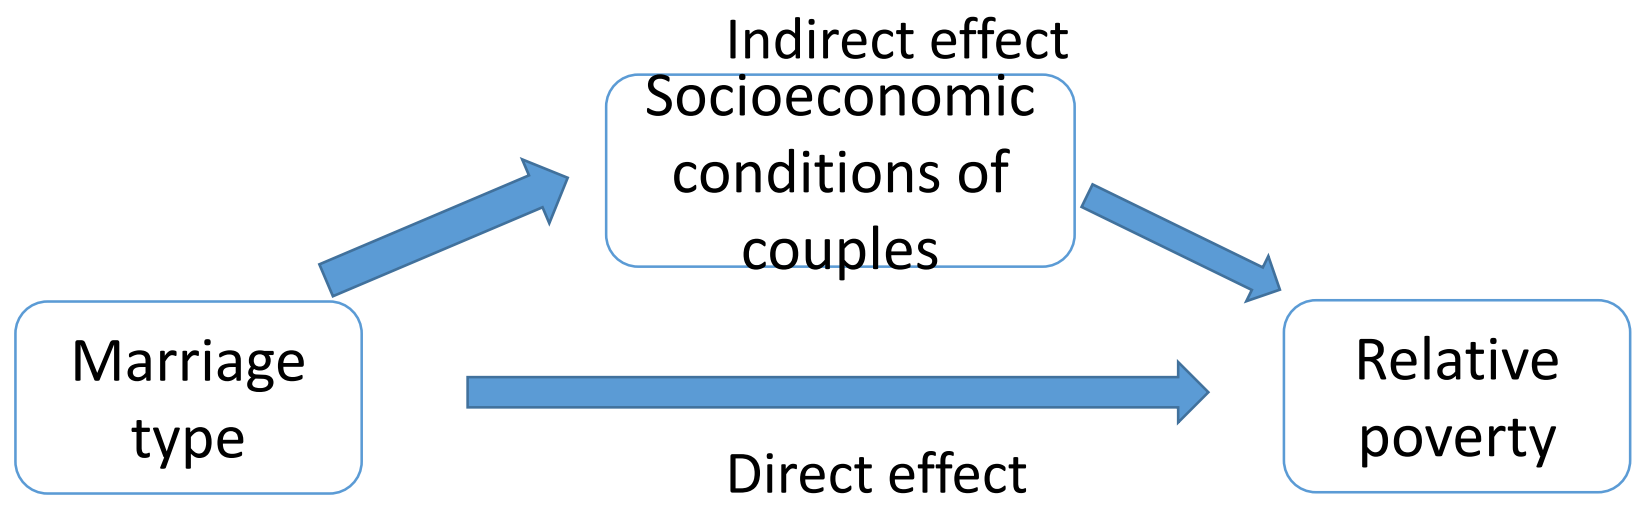 Indirect effect
Socioeconomic
conditions of
couples
Marriage
type
Relative
poverty
Direct effect